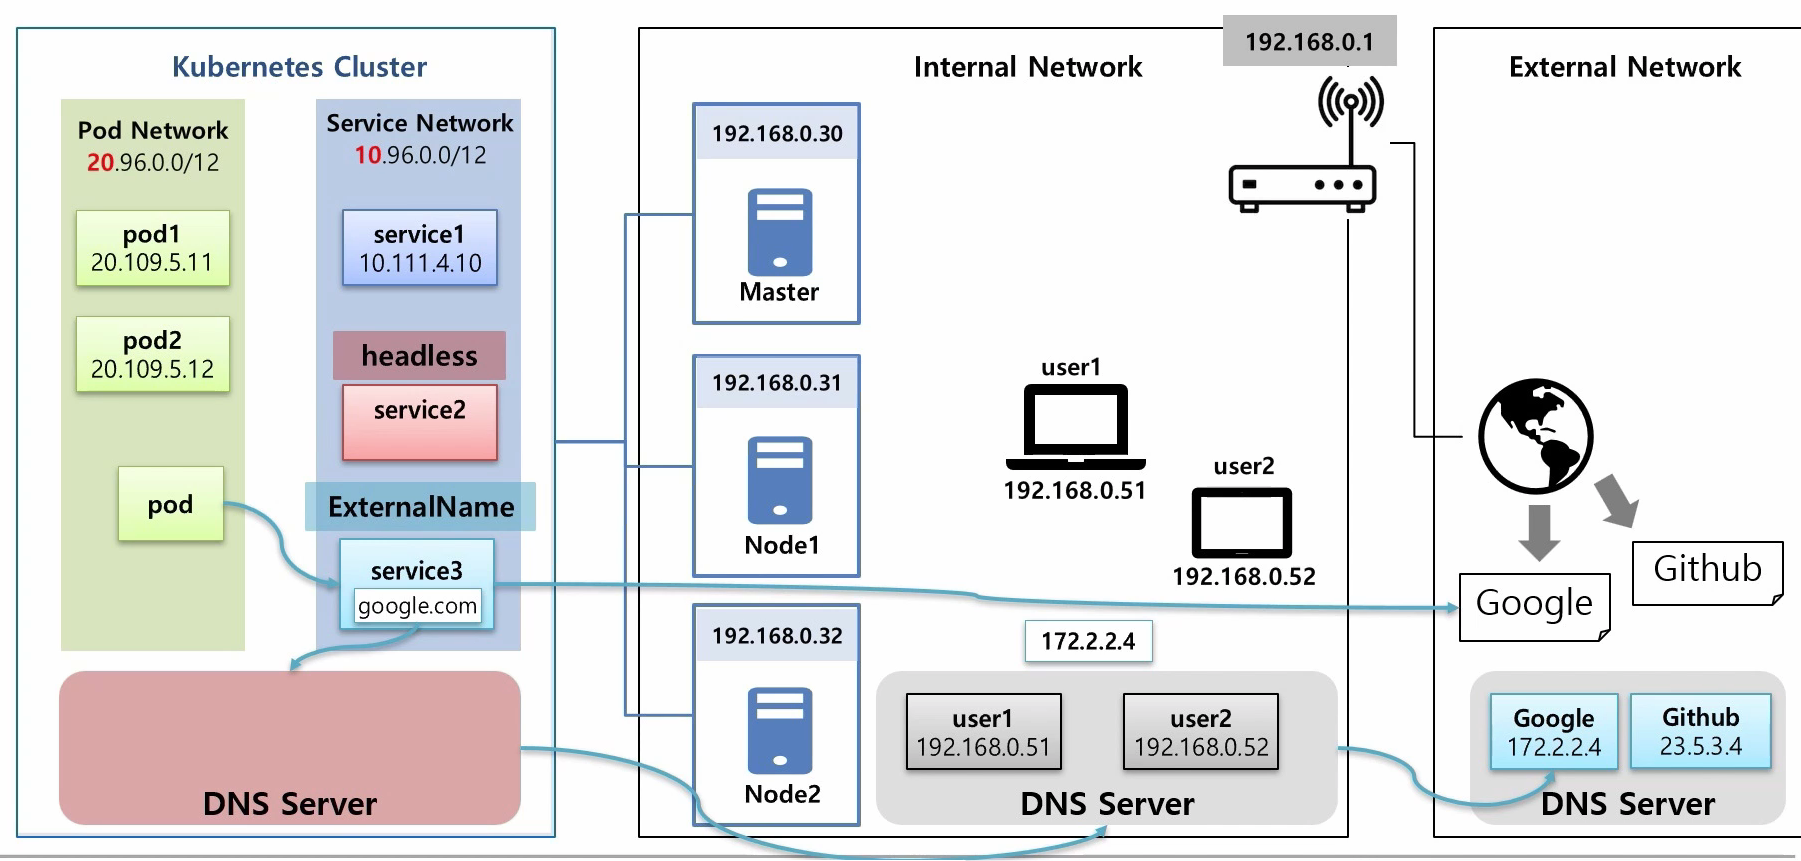 Kubernetes Cluster
Pod Network
20.96.0.0/12
pod1
20.109.5.11
pod2
20.109.5.12
pod
Service Network
10.96.0.0/12
service1
10.111.4.10
headless
service2
ExternalName
service3
google.com
DNS Server
Internal Network
192.168.0.1
192.168.0.30
Master
192.168.0.31
Node1
192.168.0.32
Node2
user1
192.168.0.51
user2
192.168.0.52
172.2.2.4
user1
192.168.0.51
user2
192.168.0.52
DNS Server
External Network
Google
Github
Google
172.2.2.4
Github
23.5.3.4
DNS Server